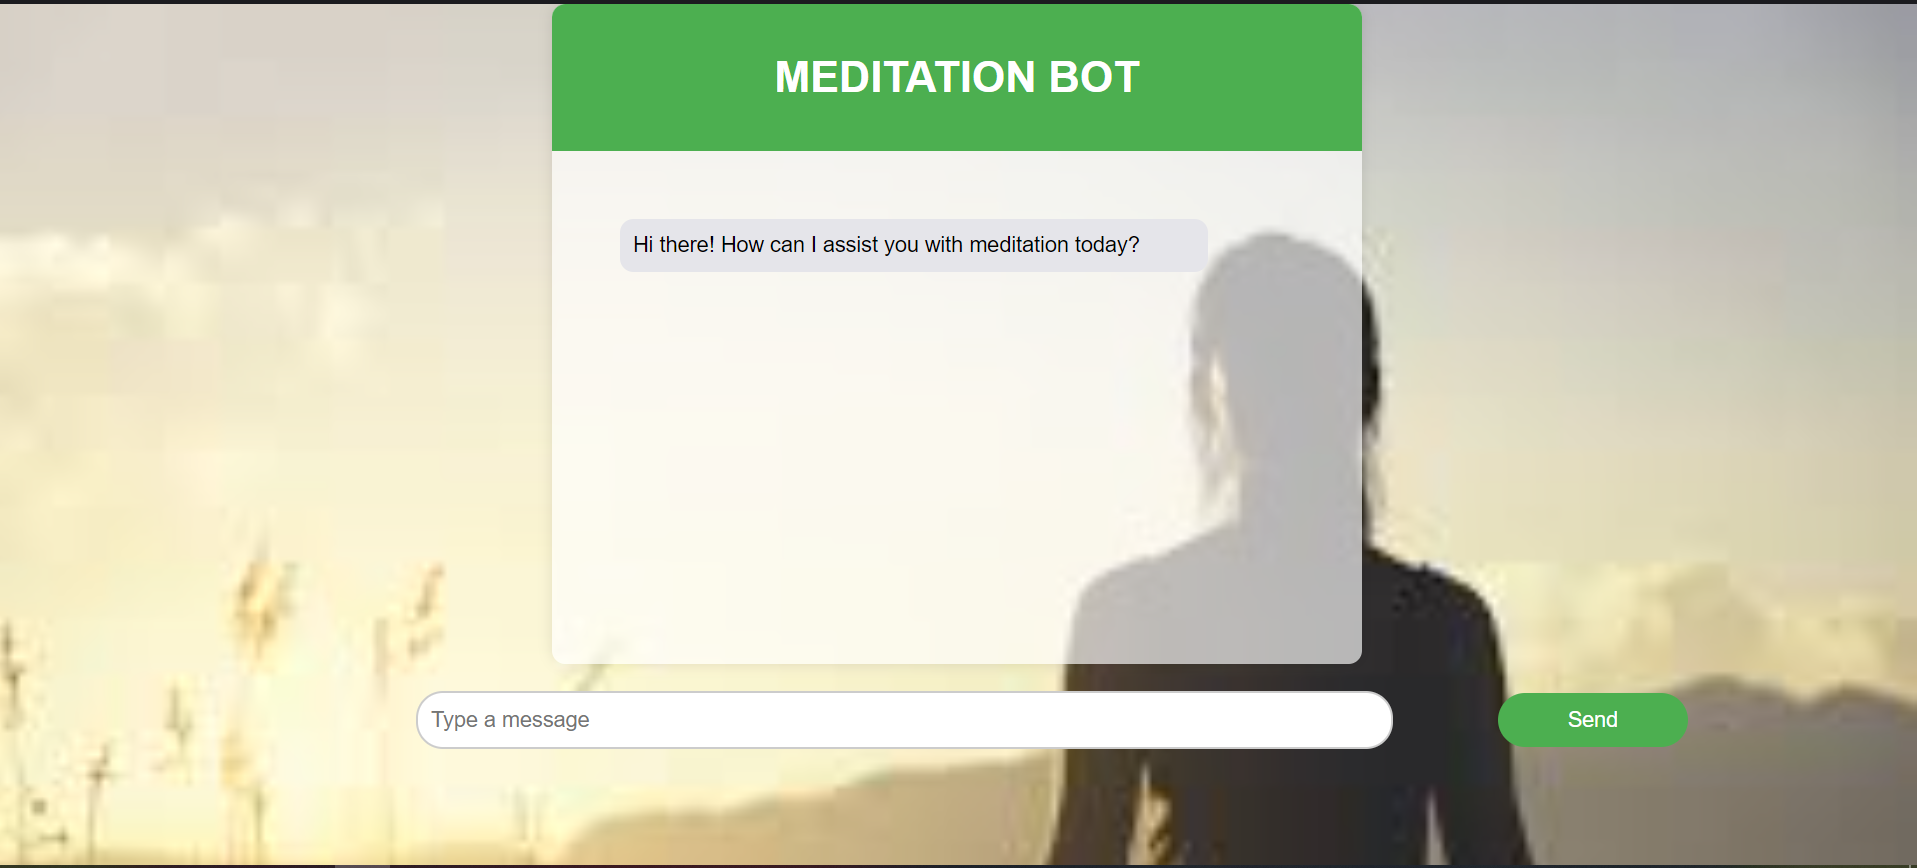 MEDITATION BOT
Hi there! How can I assist you with meditation today?
Type a message
Send